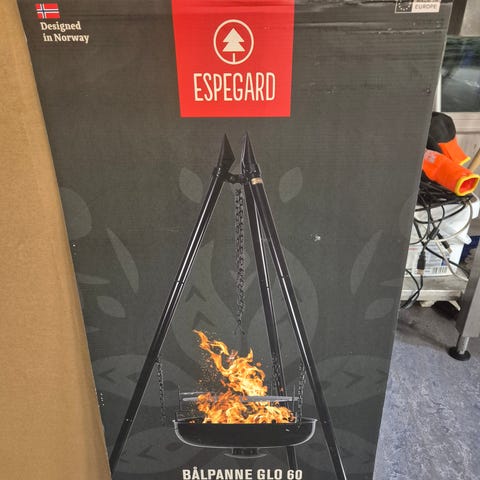 Designed
in Norway
EUROPE
ESPEGARD
BÅLPANNE GLO 60